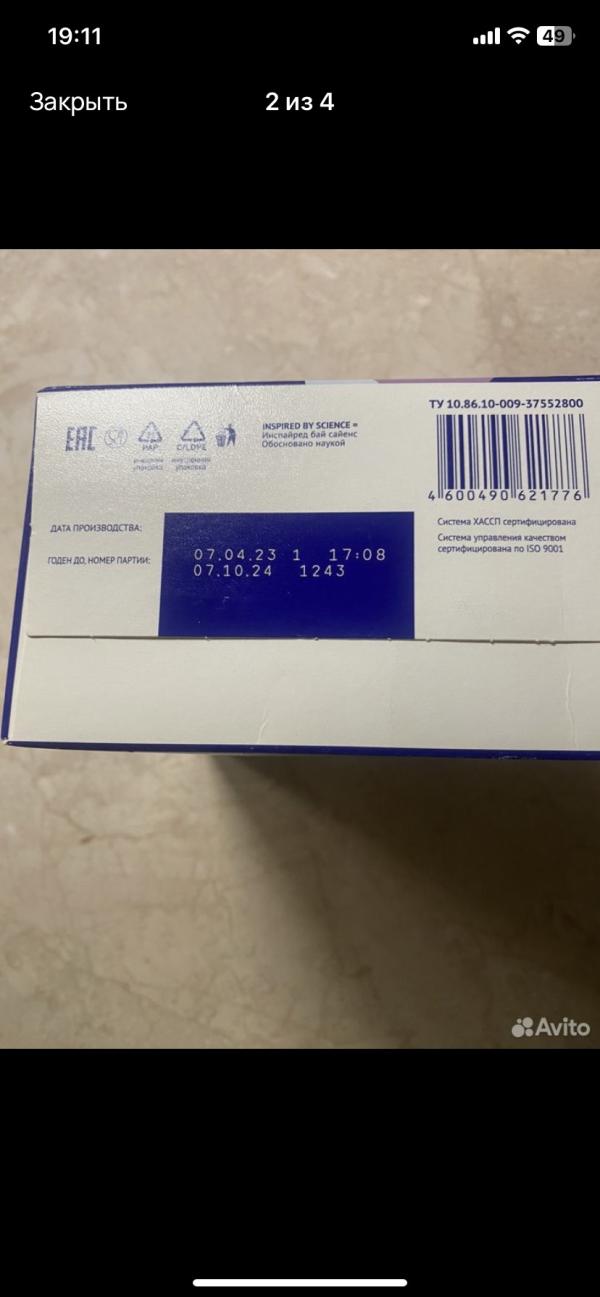 19:11
49
Закрыть
2 из 4
ТУ 10.86.10-009-37552800
EAC
PAP
C/LDPE
упаковка
упаковка
INSPIRED BY SCIENCE =
Инспайред бай сайенс
Обосновано наукой
4 600490 621776
ДАТА ПРОИЗВОДСТВА:
07.04.23 1 17:08
ГОДЕН ДО, НОМЕР ПАРТИИ:
07.10.24 1243
Система ХАССП сертифицирована
Система управления качеством
сертифицирована по ISO 9001
Avito